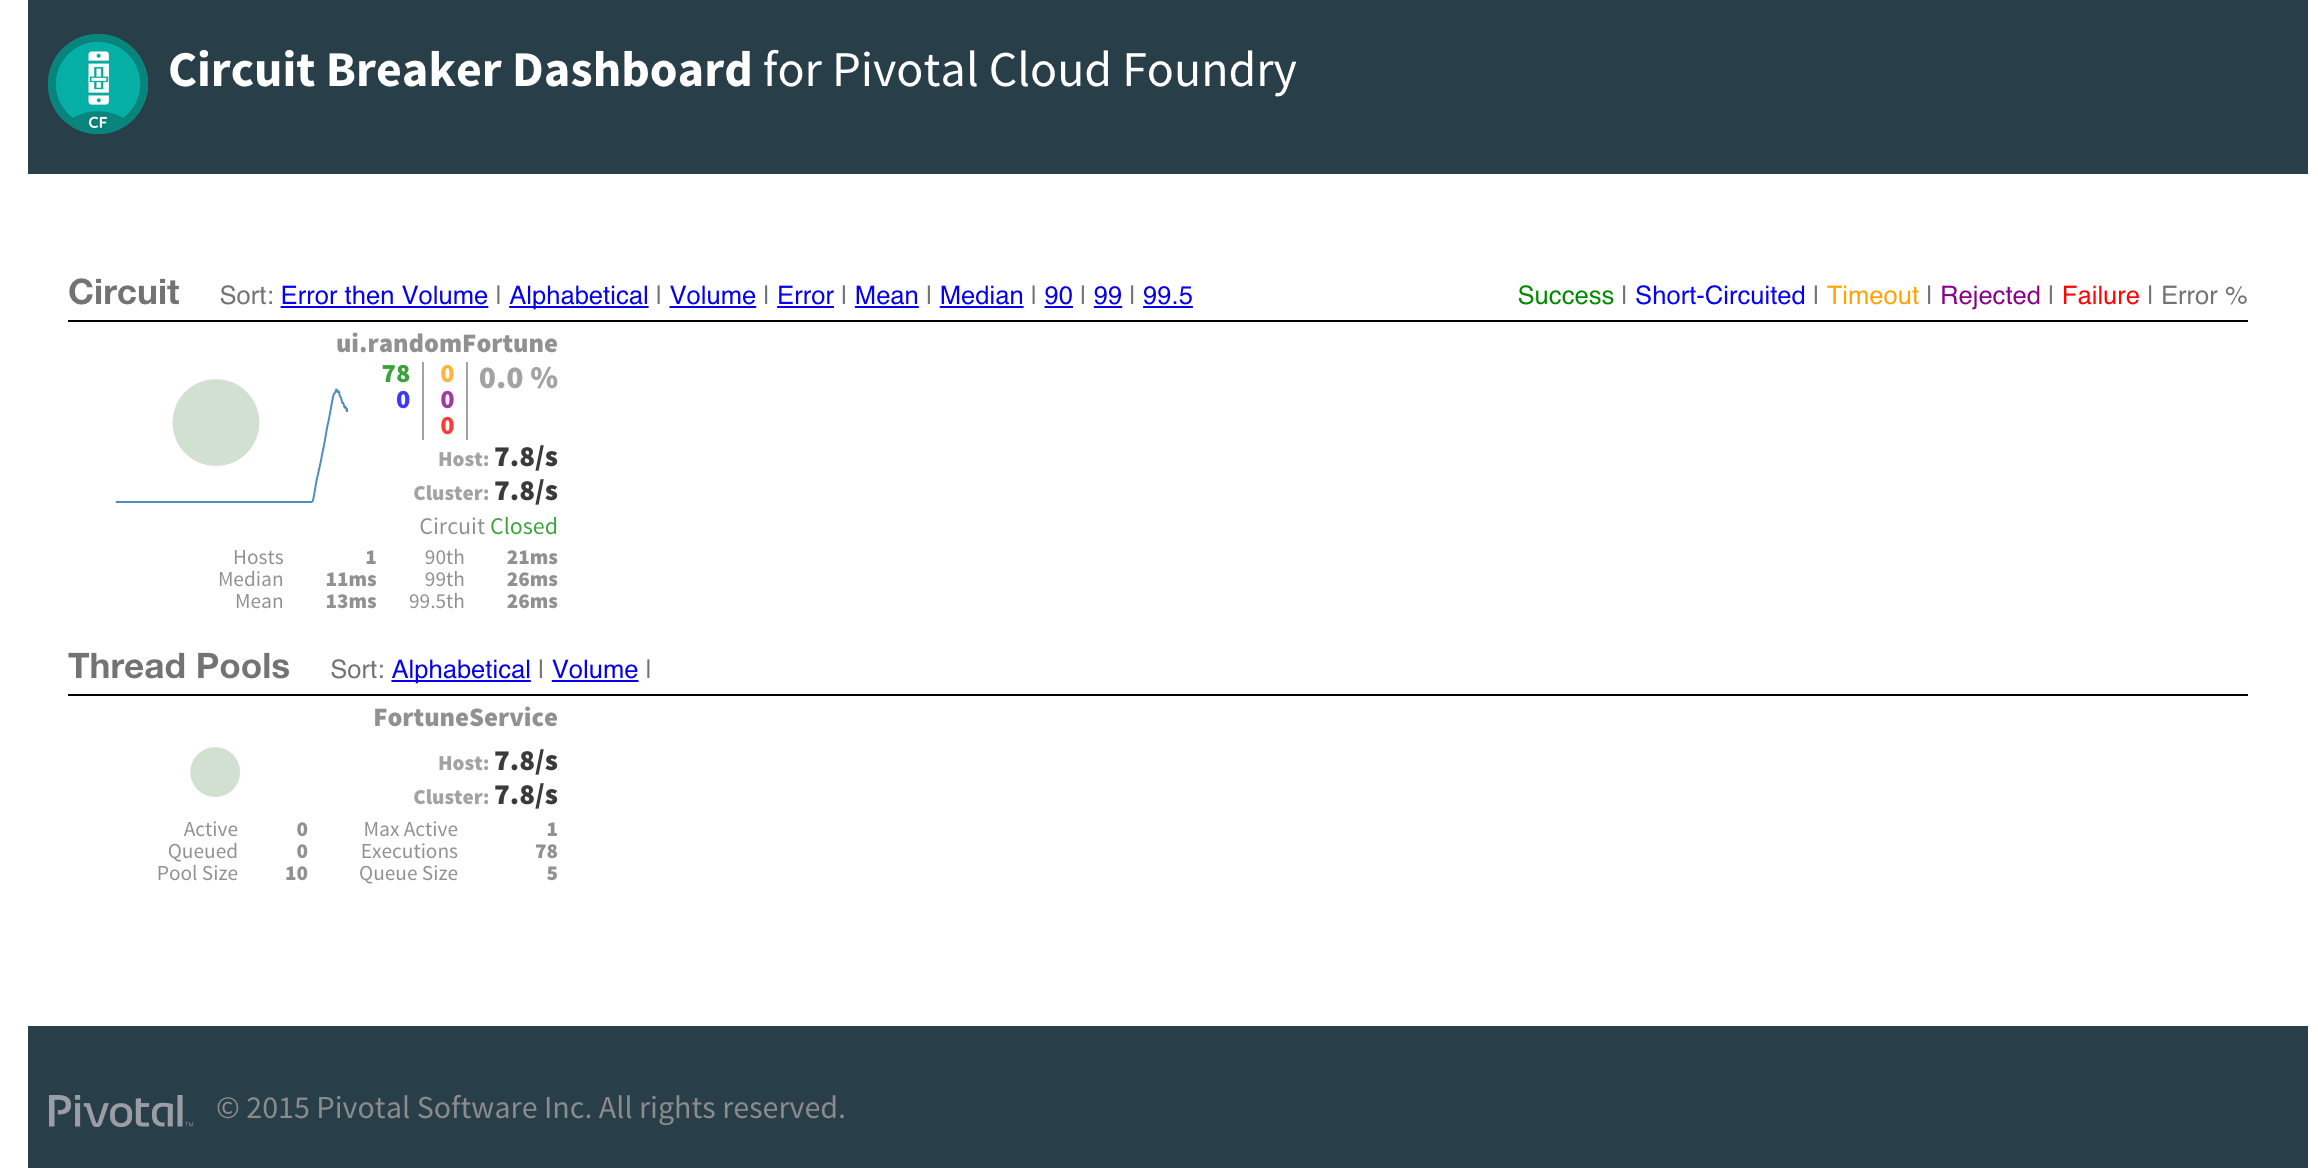 CF
Circuit Breaker Dashboard for Pivotal Cloud Foundry
Circuit Sort: Error then Volume | Alphabetical | Volume | Error | Mean | Median | 90 | 99 | 99.5 Success | Short-Circuited | Timeout | Rejected | Failure | Error %
ui.randomFortune
78 0 0.0 %
0 0
0
Host: 7.8/s
Cluster: 7.8/s
Circuit Closed
Hosts 1 90th 21ms
Median 11ms 99th 26ms
Mean 13ms 99.5th 26ms
Thread Pools Sort: Alphabetical | Volume |
FortuneService
Host: 7.8/s
Cluster: 7.8/s
Active 0 Max Active 1
Queued 0 Executions 78
Pool Size 10 Queue Size 5
Pivotal™ © 2015 Pivotal Software Inc. All rights reserved.